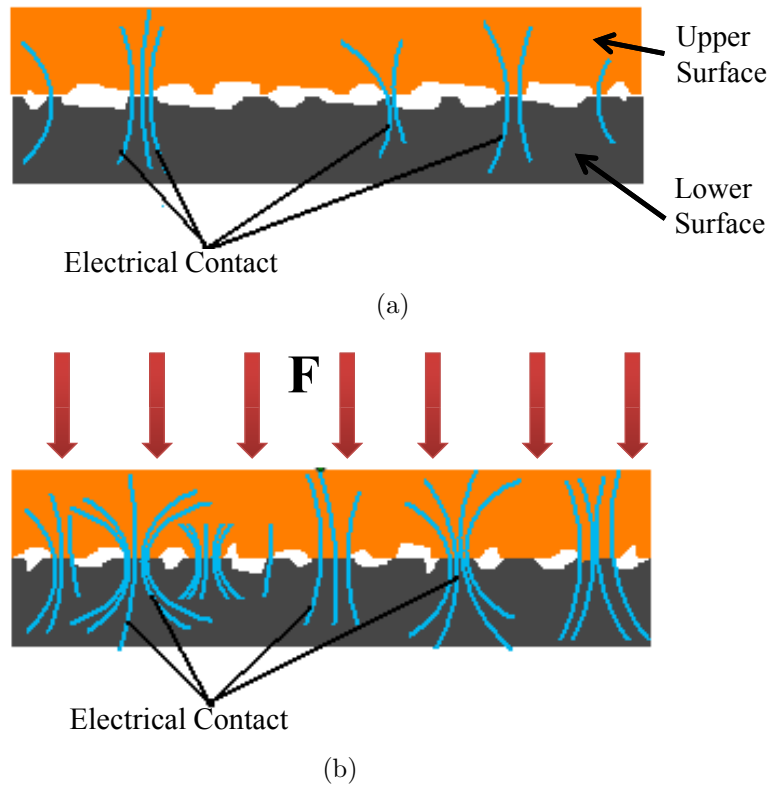 Upper
Surface
Lower
Surface
Electrical Contact
(a)
F
Electrical Contact
(b)